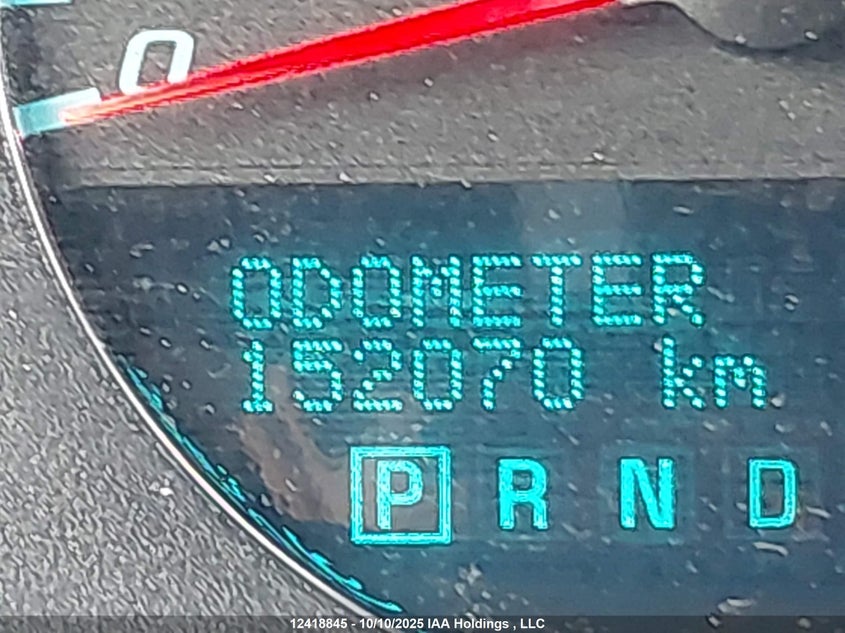 0
ODOMETER
152070 km
P R N D
12418845 - 10/10/2025 IAA Holdings , LLC